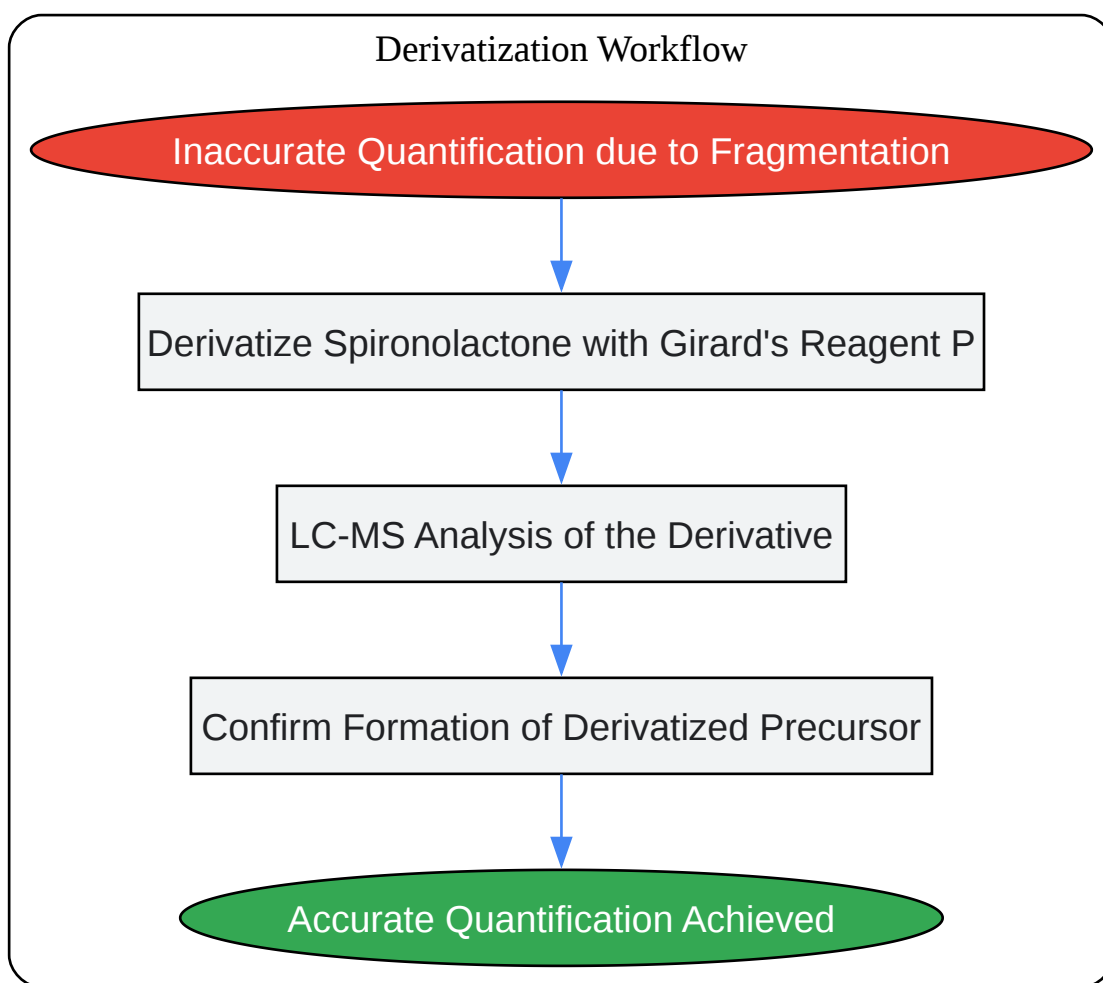 Derivatization Workflow
Inaccurate Quantification due to Fragmentation
Derivatize Spironolactone with Girard's Reagent P
LC-MS Analysis of the Derivative
Confirm Formation of Derivatized Precursor
Accurate Quantification Achieved